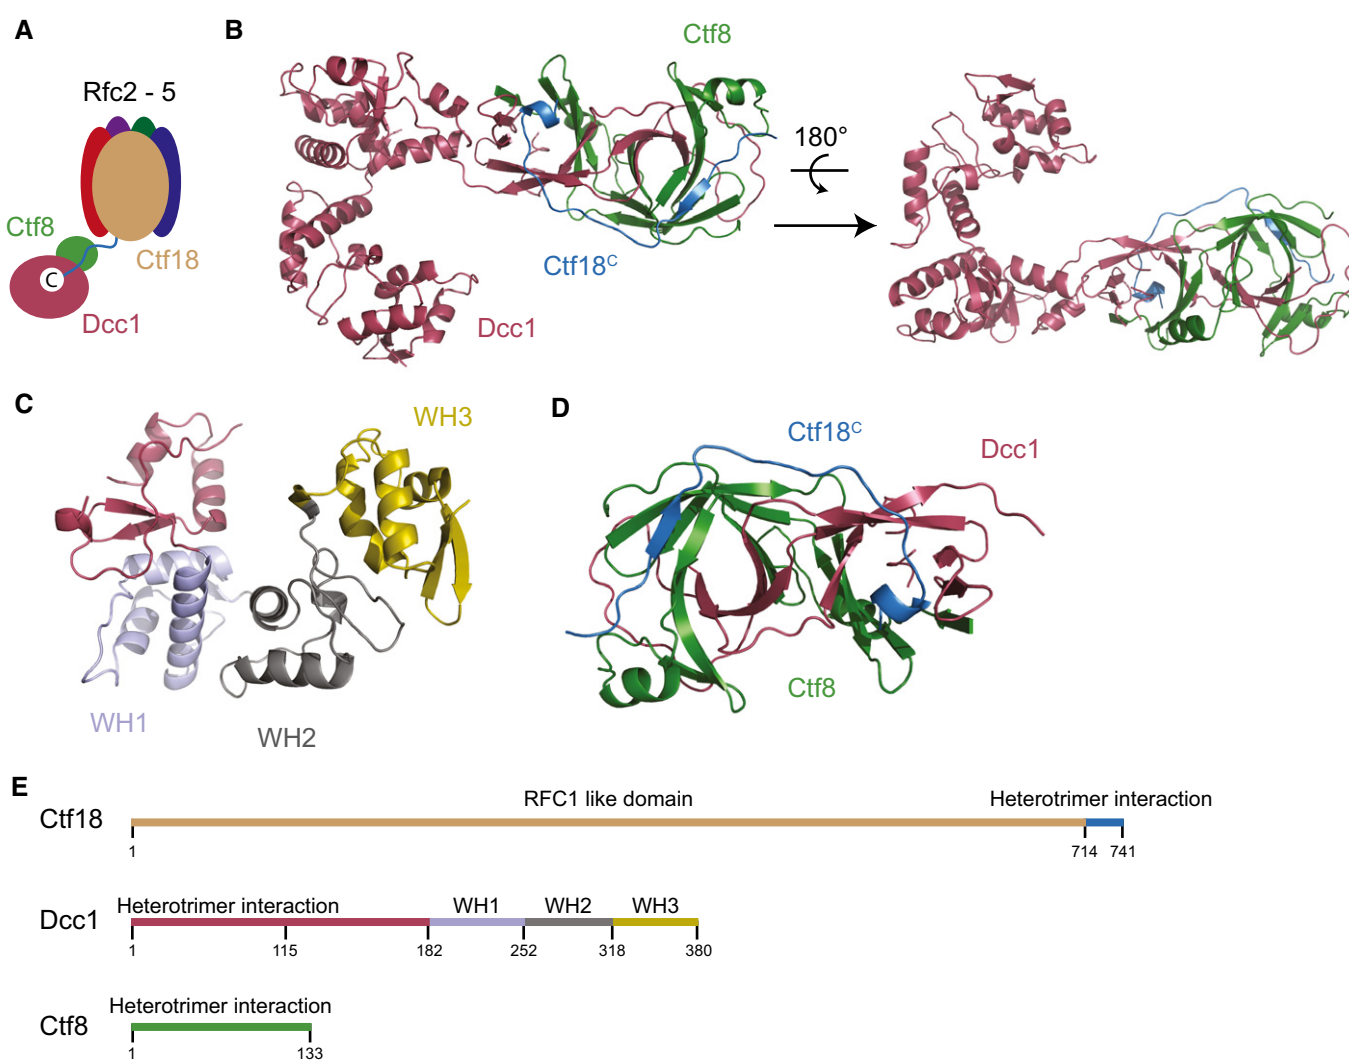 A
Rfc2 - 5
Ctf8
C
Ctf18
Dcc1
B
Ctf8
Ctf18ᶜ
Dcc1
180°
C
WH3
WH1
WH2
D
Ctf18ᶜ
Dcc1
Ctf8
E
RFC1 like domain Heterotrimer interaction
Ctf18
1 714 741
Heterotrimer interaction WH1 WH2 WH3
Dcc1
1 115 182 252 318 380
Heterotrimer interaction
Ctf8
1 133